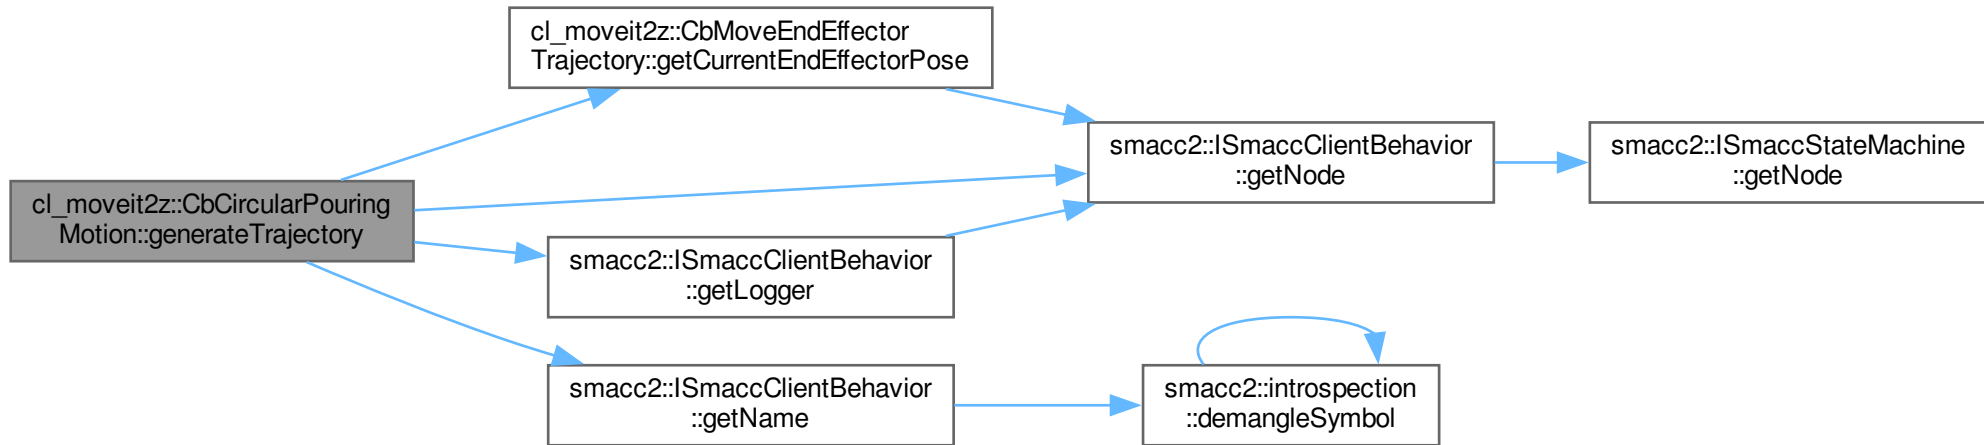 cl_moveit2z::CbMoveEndEffector
Trajectory::getCurrentEndEffectorPose
smacc2::ISmaccClientBehavior
::getNode
smacc2::ISmaccStateMachine
::getNode
cl_moveit2z::CbCircularPouring
Motion::generateTrajectory
smacc2::ISmaccClientBehavior
::getLogger
smacc2::ISmaccClientBehavior
::getName
smacc2::introspection
::demangleSymbol